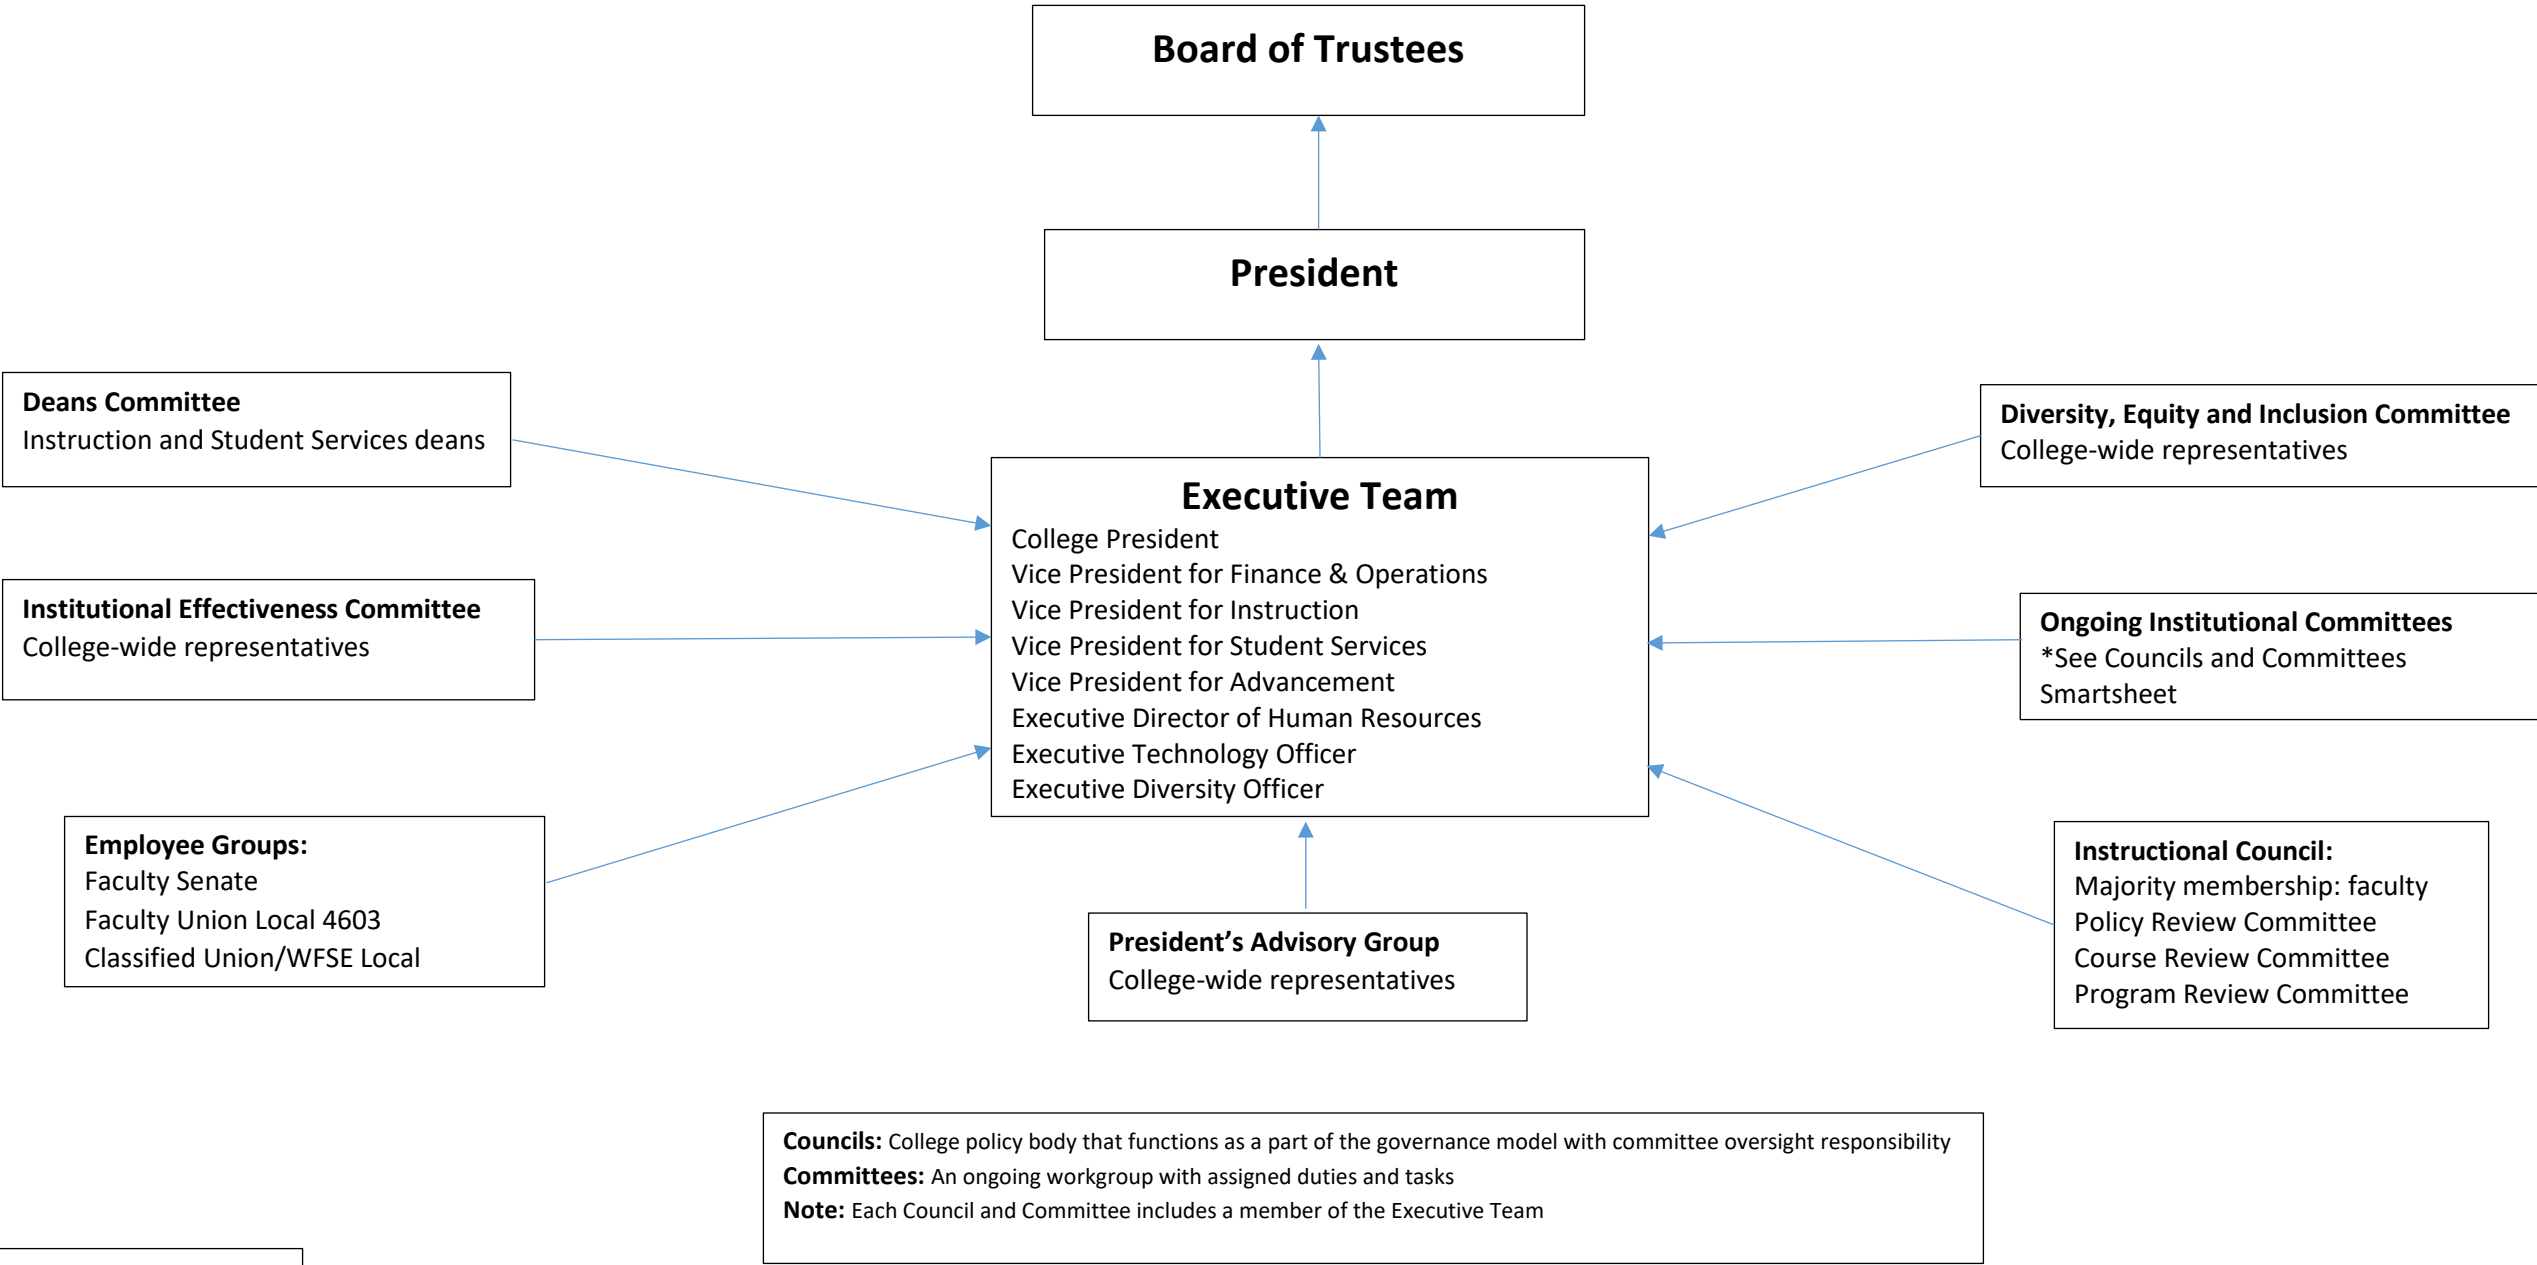 Board of Trustees
President
Deans Committee
Instruction and Student Services deans
Diversity, Equity and Inclusion Committee
College-wide representatives
Executive Team
College President
Vice President for Finance & Operations
Vice President for Instruction
Vice President for Student Services
Vice President for Advancement
Executive Director of Human Resources
Executive Technology Officer
Executive Diversity Officer
Institutional Effectiveness Committee
College-wide representatives
Ongoing Institutional Committees
*See Councils and Committees
Smartsheet
Employee Groups:
Faculty Senate
Faculty Union Local 4603
Classified Union/WFSE Local
President’s Advisory Group
College-wide representatives
Instructional Council:
Majority membership: faculty
Policy Review Committee
Course Review Committee
Program Review Committee
Councils: College policy body that functions as a part of the governance model with committee oversight responsibility
Committees: An ongoing workgroup with assigned duties and tasks
Note: Each Council and Committee includes a member of the Executive Team